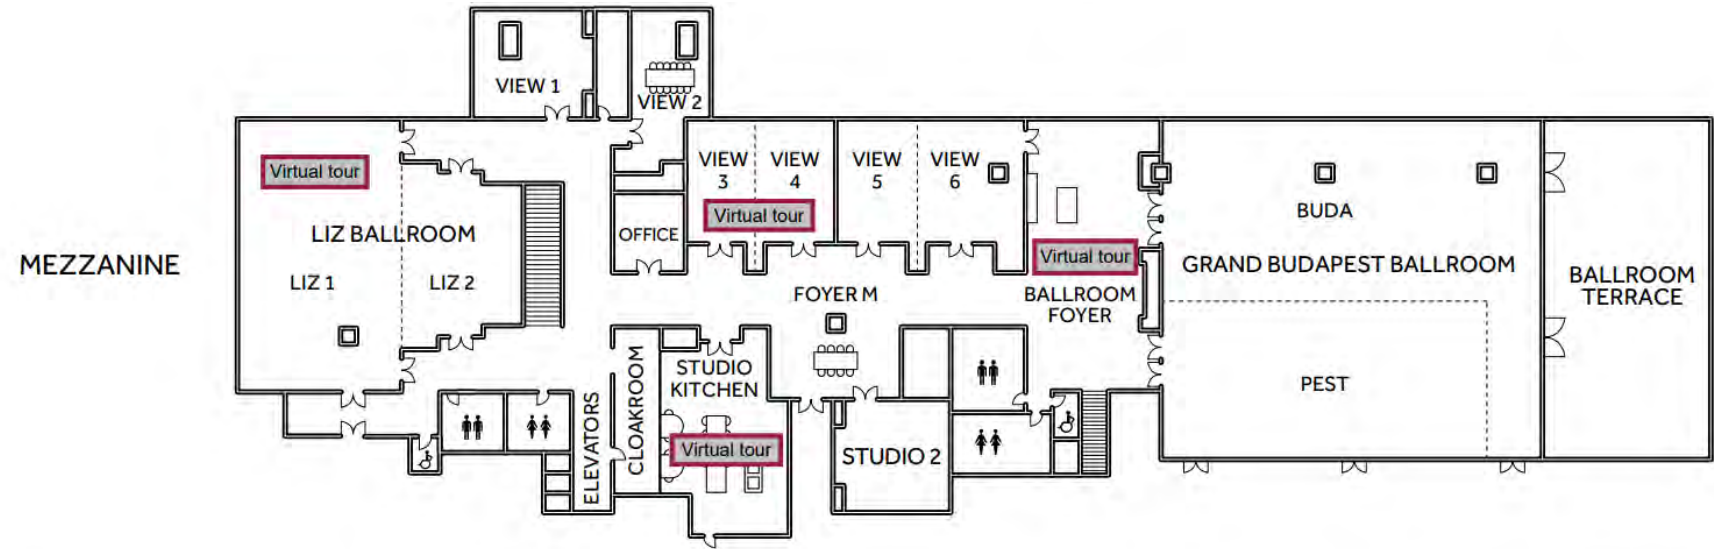 VIEW 1
VIEW 2
VIEW
3
VIEW
4
VIEW
5
VIEW
6
Virtual tour
Virtual tour
BUDA
LIZ BALLROOM
OFFICE
Virtual tour
MEZZANINE
GRAND BUDAPEST BALLROOM
BALLROOM
TERRACE
LIZ 1
LIZ 2
FOYER M
BALLROOM
FOYER
STUDIO
KITCHEN
PEST
ELEVATORS
CLOAKROOM
Virtual tour
STUDIO 2